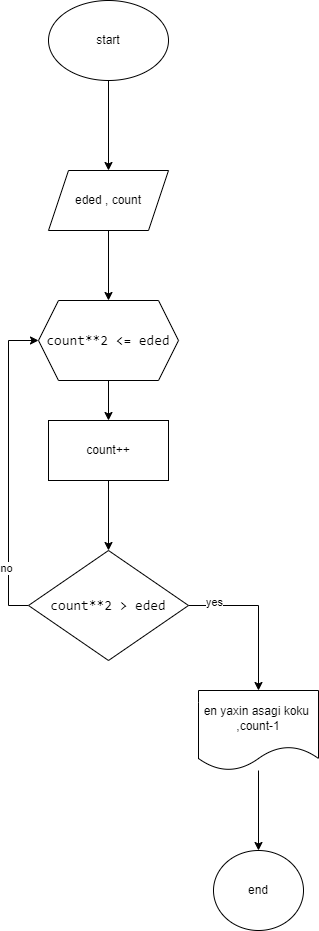 start
eded , count
count**2 <= eded
count++
count**2 > eded
no
yes
en yaxin asagi koku
,count-1
end